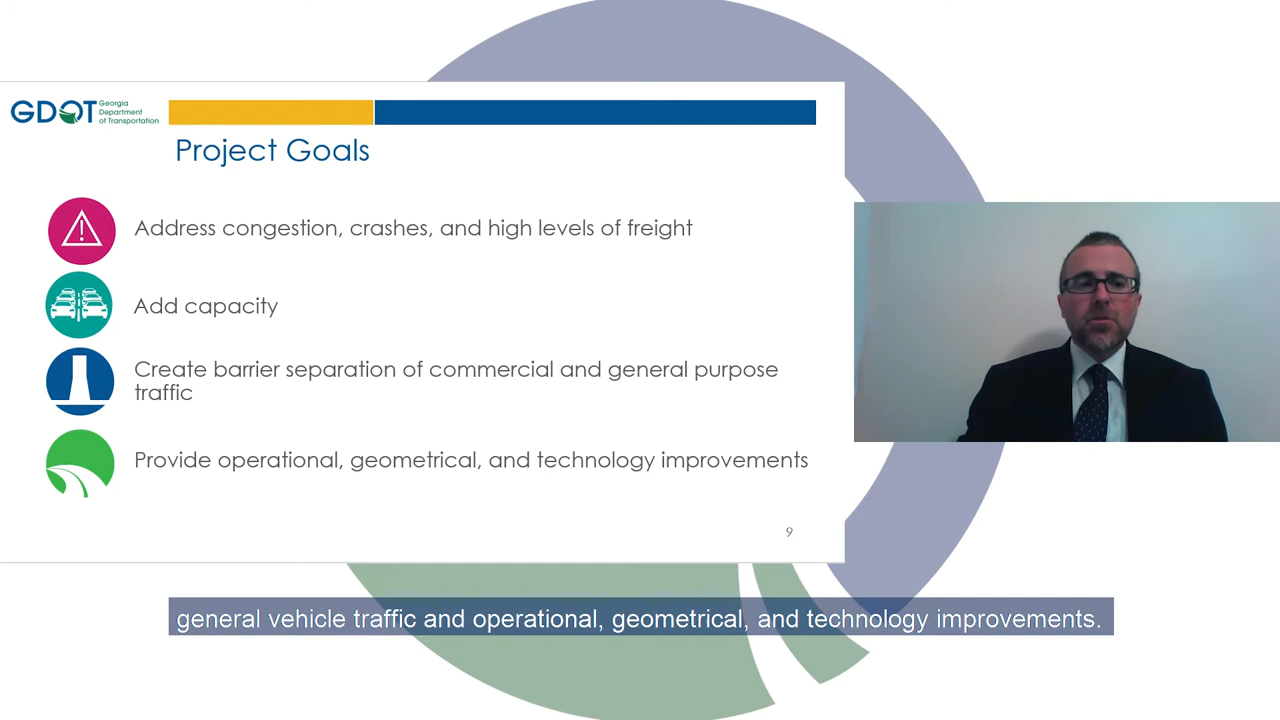 GDOT
Georgia
Department
of Transportation
Project Goals
Address congestion, crashes, and high levels of freight
Add capacity
Create barrier separation of commercial and general purpose
traffic
Provide operational, geometrical, and technology improvements
9
general vehicle traffic and operational, geometrical, and technology improvements.